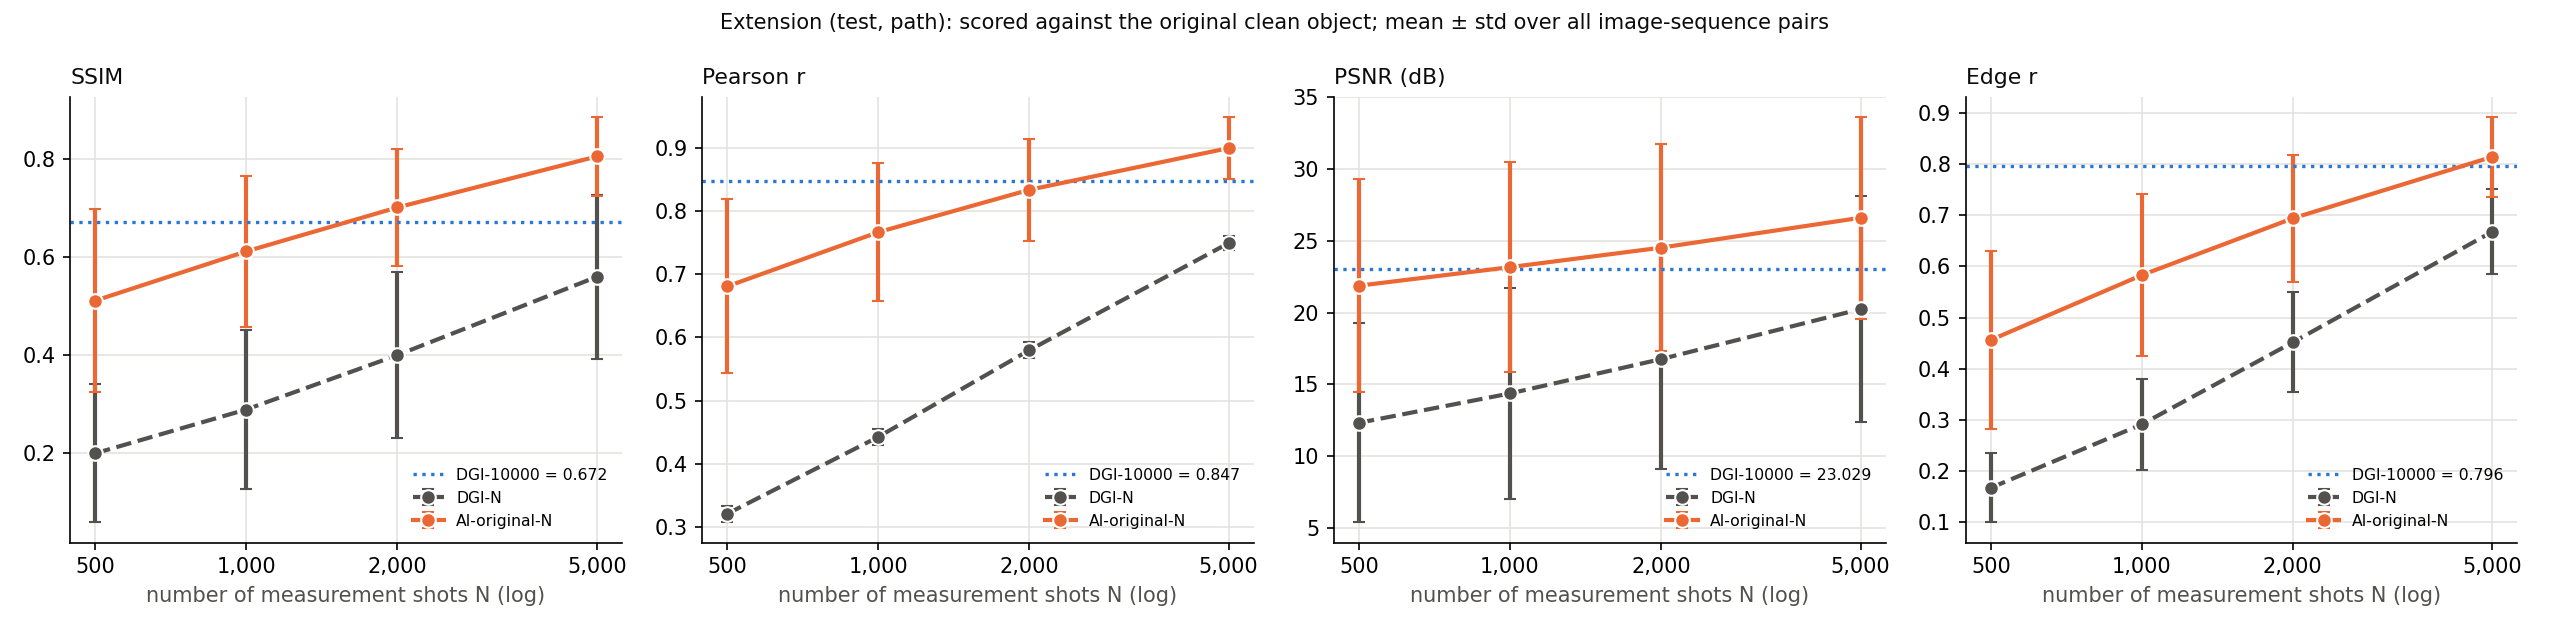 Extension (test, path): scored against the original clean object; mean ± std over all image-sequence pairs
SSIM
0.8
0.6
0.4
0.2
DGI-10000 = 0.672
DGI-N
AI-original-N
500
1,000
2,000
5,000
number of measurement shots N (log)
Pearson r
0.9
0.8
0.7
0.6
0.5
0.4
0.3
DGI-10000 = 0.847
DGI-N
AI-original-N
500
1,000
2,000
5,000
number of measurement shots N (log)
PSNR (dB)
35
30
25
20
15
10
5
DGI-10000 = 23.029
DGI-N
AI-original-N
500
1,000
2,000
5,000
number of measurement shots N (log)
Edge r
0.9
0.8
0.7
0.6
0.5
0.4
0.3
0.2
0.1
DGI-10000 = 0.796
DGI-N
AI-original-N
500
1,000
2,000
5,000
number of measurement shots N (log)